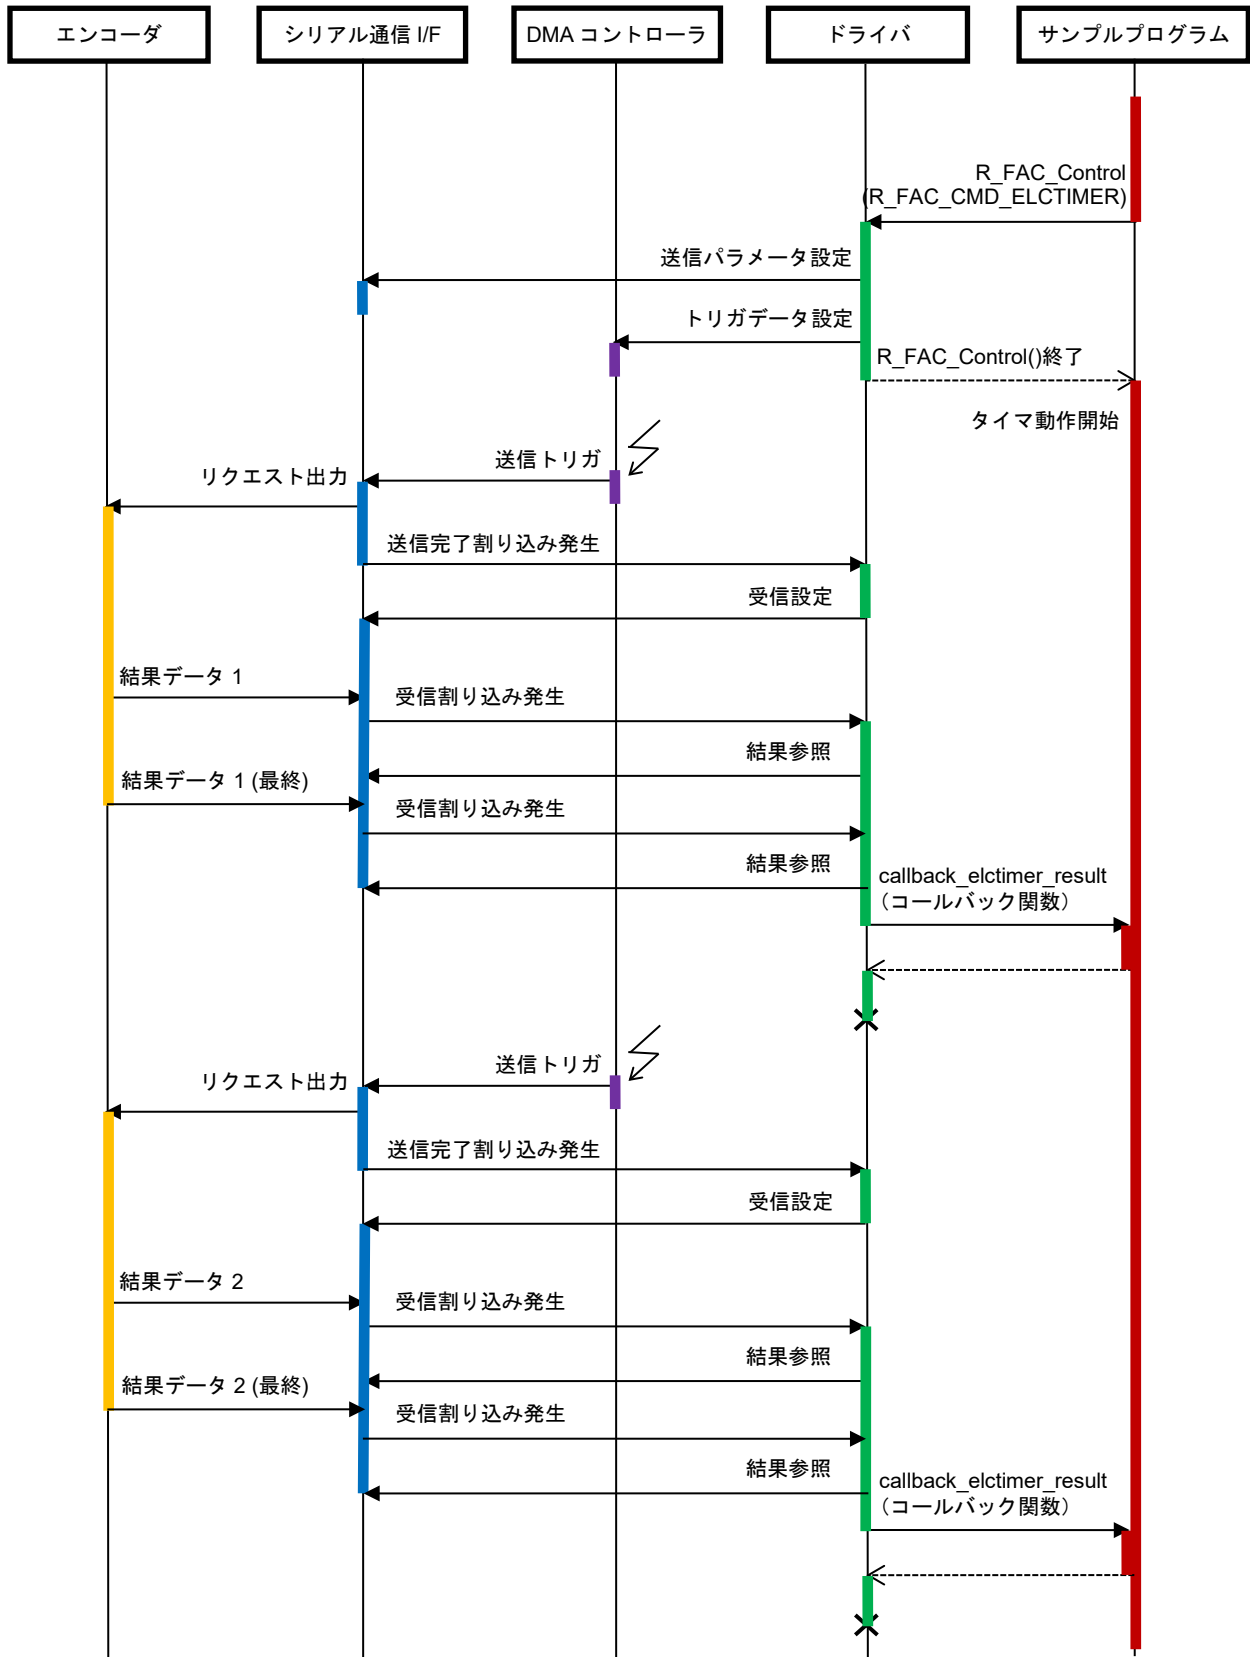 エンコーダ
シリアル通信 I/F
DMA コントローラ
ドライバ
サンプルプログラム
R_FAC_Control
(R_FAC_CMD_ELCTIMER)
送信パラメータ設定
トリガデータ設定
R_FAC_Control()終了
タイマ動作開始
送信トリガ
リクエスト出力
送信完了割り込み発生
受信設定
結果データ 1
受信割り込み発生
結果参照
結果データ 1 (最終)
受信割り込み発生
結果参照
callback_elctimer_result
（コールバック関数）
送信トリガ
リクエスト出力
送信完了割り込み発生
受信設定
結果データ 2
受信割り込み発生
結果参照
結果データ 2 (最終)
受信割り込み発生
結果参照
callback_elctimer_result
（コールバック関数）